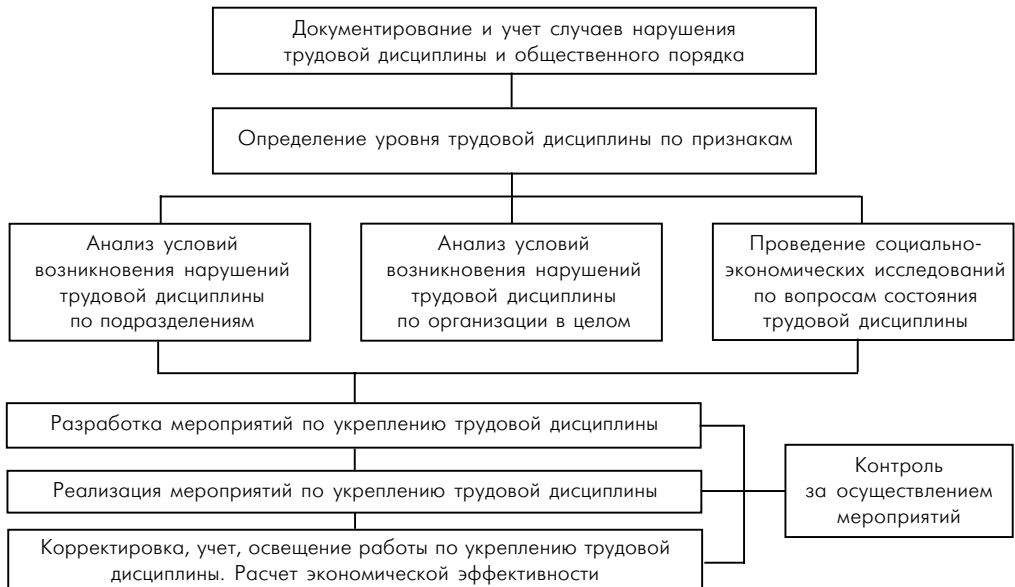 Документирование и учет случаев нарушения
трудовой дисциплины и общественного порядка
Определение уровня трудовой дисциплины по признакам
Анализ условий
возникновения нарушений
трудовой дисциплины
по подразделениям
Анализ условий
возникновения нарушений
трудовой дисциплины
по организации в целом
Проведение социально-
экономических исследований
по вопросам состояния
трудовой дисциплины
Разработка мероприятий по укреплению трудовой дисциплины
Реализация мероприятий по укреплению трудовой дисциплины
Корректировка, учет, освещение работы по укреплению трудовой
дисциплины. Расчет экономической эффективности
Контроль
за осуществлением
мероприятий